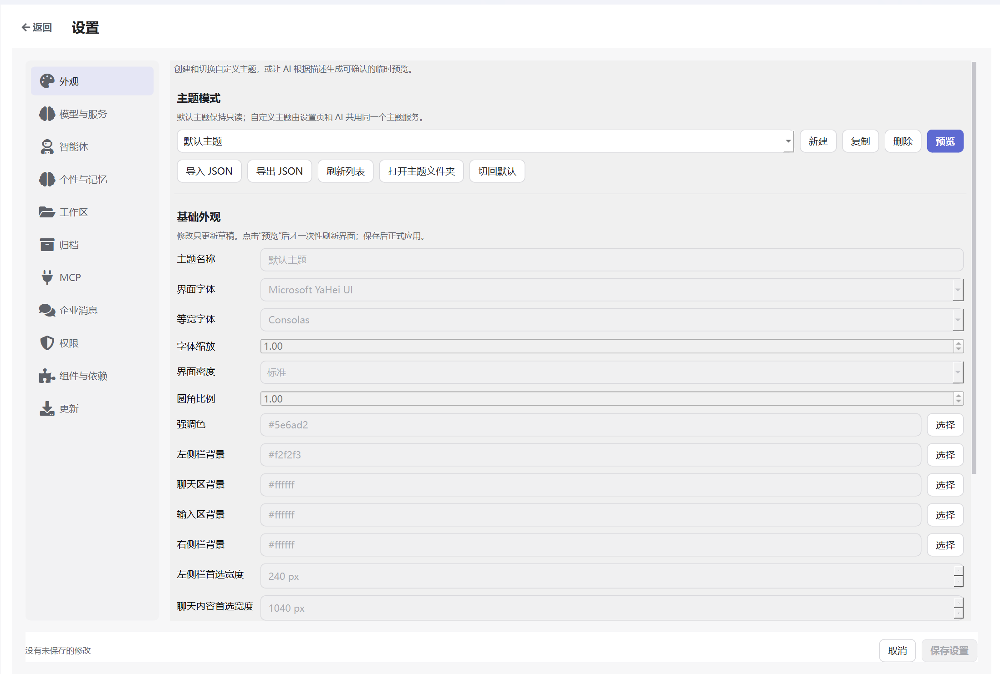 返回
设置
外观
模型与服务
智能体
个性与记忆
工作区
归档
MCP
企业消息
权限
组件与依赖
更新
创建和切换自定义主题，或让 AI 根据描述生成可确认的临时预览。
主题模式
默认主题保持只读；自定义主题由设置页和 AI 共用同一个主题服务。
默认主题 新建 复制 删除 预览
导入 JSON 导出 JSON 刷新列表 打开主题文件夹 切回默认
基础外观
修改只更新草稿。点击“预览”后才一次性刷新界面；保存后正式应用。
主题名称 默认主题
界面字体 Microsoft YaHei UI
等宽字体 Consolas
字体缩放 1.00
界面密度 标准
圆角比例 1.00
强调色 #5e6ad2 选择
左侧栏背景 #f2f2f3 选择
聊天区背景 #ffffff 选择
输入区背景 #ffffff 选择
右侧栏背景 #ffffff 选择
左侧栏首选宽度 240 px
聊天内容首选宽度 1040 px
没有未保存的修改 取消 保存设置